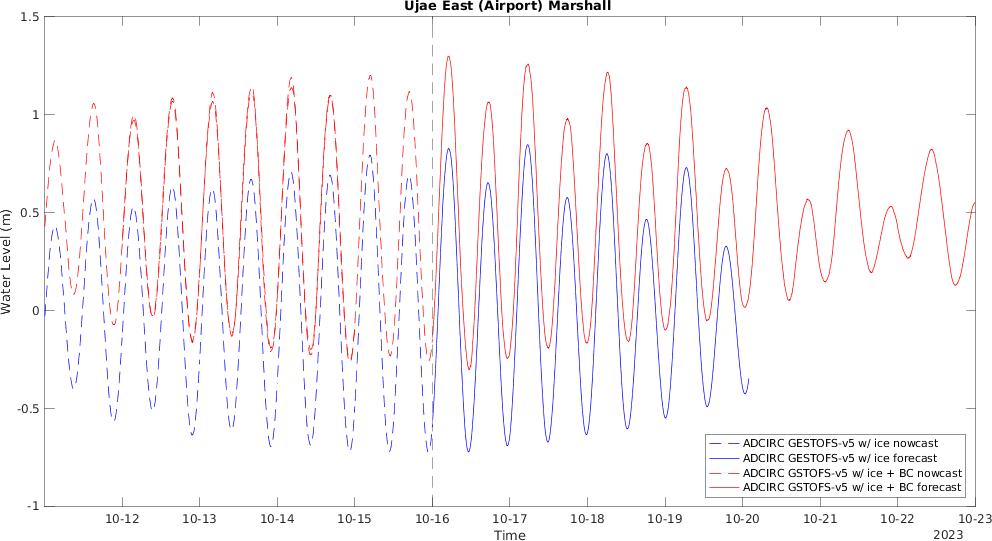 Ujae East (Airport) Marshall
1.5
1
0.5
0
-0.5
-1
Water Level (m)
10-12 10-13 10-14 10-15 10-16 10-17 10-18 10-19 10-20 10-21 10-22 10-23
Time
2023
ADCIRC GESTOFS-v5 w/ ice nowcast
ADCIRC GESTOFS-v5 w/ ice forecast
ADCIRC GSTOFS-v5 w/ ice + BC nowcast
ADCIRC GSTOFS-v5 w/ ice + BC forecast